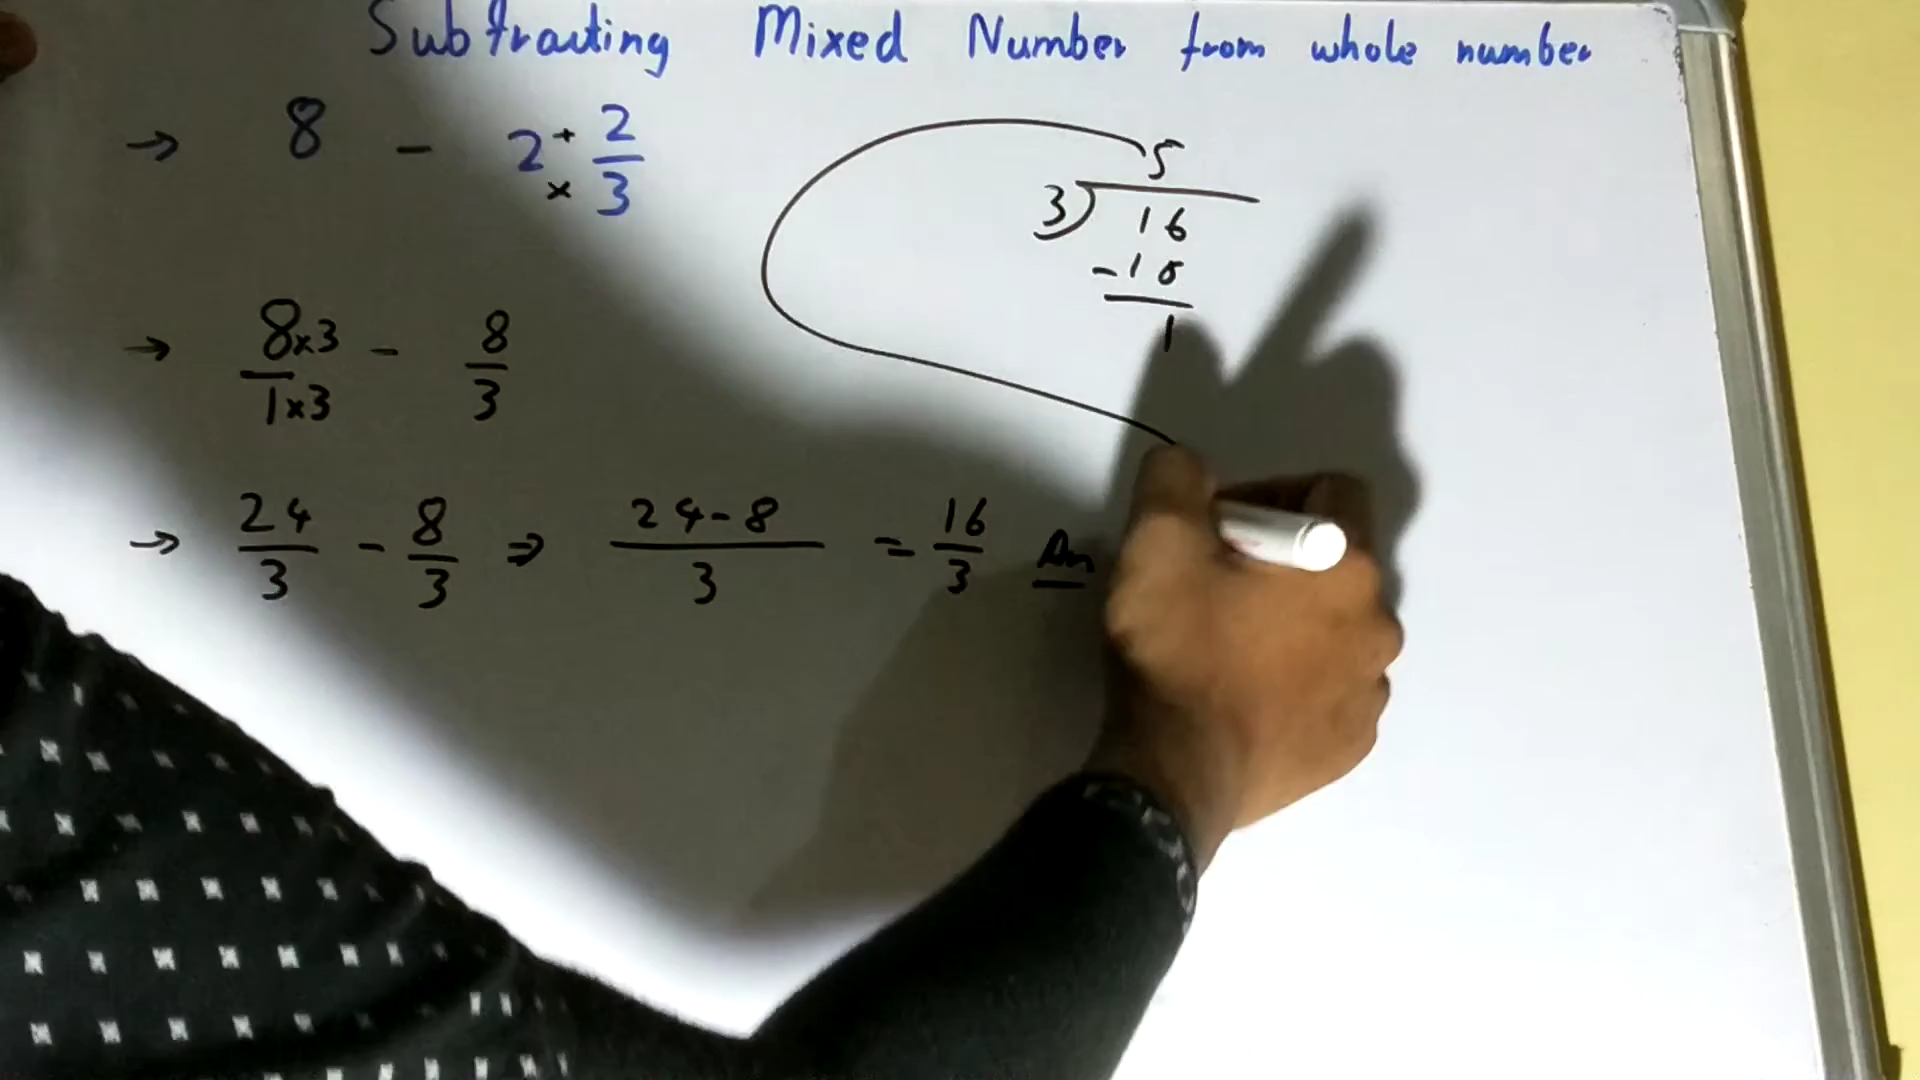 Subtracting Mixed Number from whole number
→ 8 - 2 + × 2/3
→ 8×3/1×3 - 8/3
→ 24/3 - 8/3 ⇒ 24-8/3 = 16/3 An
5
3) 16
-15
1